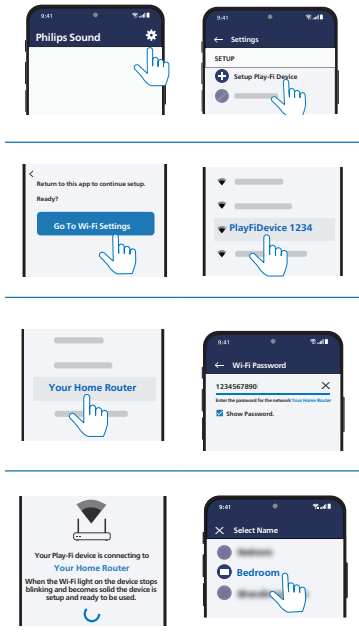 9:41
Philips Sound
9:41
Settings
SETUP
Setup Play-Fi Device
Return to this app to continue setup.
Ready?
Go To Wi-Fi Settings
PlayFiDevice 1234
Your Home Router
9:41
Wi-Fi Password
1234567890
Enter the password for the network Your Home Router
Show Password.
Your Play-Fi device is connecting to
Your Home Router
When the Wi-Fi light on the device stops
blinking and becomes solid the device is
setup and ready to be used.
9:41
Select Name
Bedroom